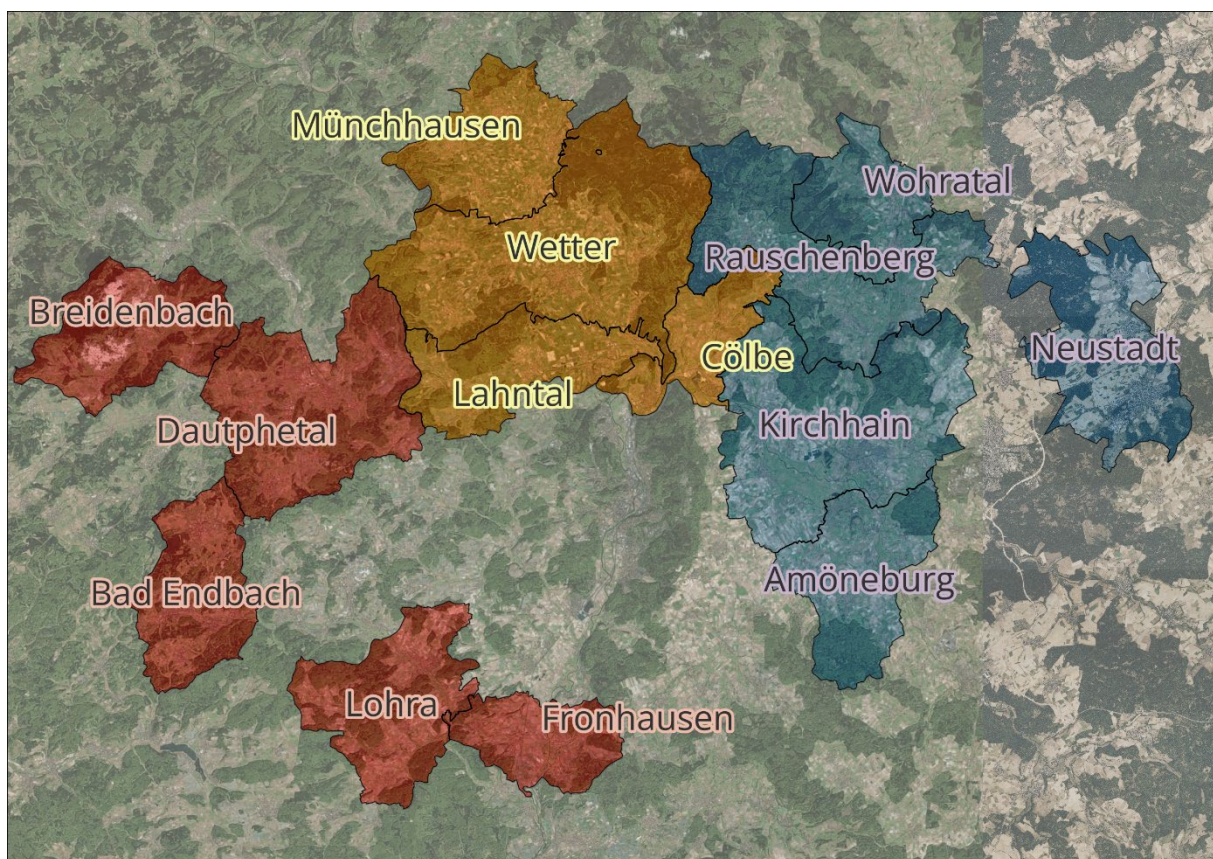 Münchhausen
Wohratal
Wetter
Rauschenberg
Breidenbach
Neustadt
Cölbe
Lahntal
Dautphetal
Kirchhain
Amöneburg
Bad Endbach
Lohra
Fronhausen